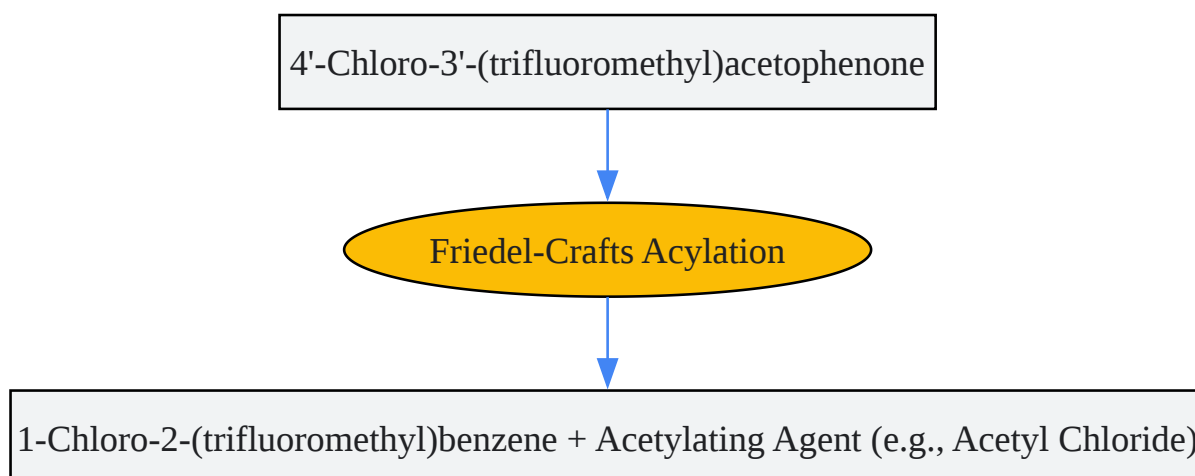 4'-Chloro-3'-(trifluoromethyl)acetophenone
Friedel-Crafts Acylation
1-Chloro-2-(trifluoromethyl)benzene + Acetylating Agent (e.g., Acetyl Chloride)